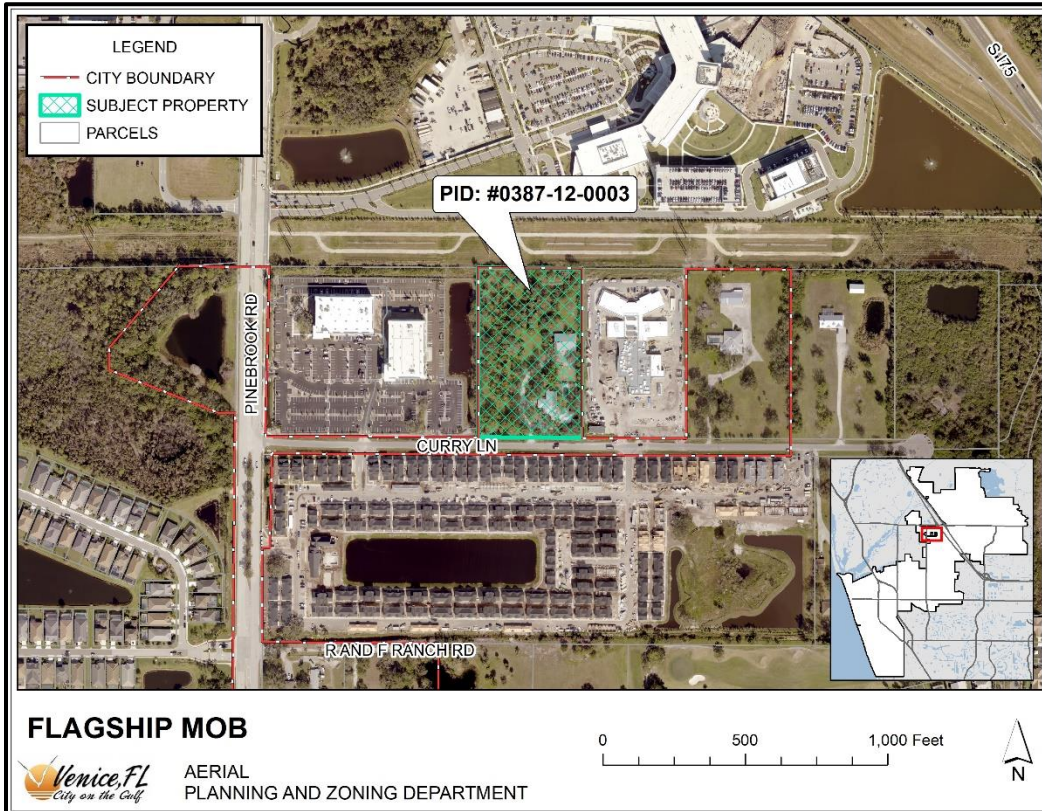 LEGEND
CITY BOUNDARY
SUBJECT PROPERTY
PARCELS
S I75
PID: #0387-12-0003
PINEBROOK RD
CURRY LN
R AND F RANCH RD
FLAGSHIP MOB
Venice, FL
City on the Gulf
AERIAL
PLANNING AND ZONING DEPARTMENT
0 500 1,000 Feet
N